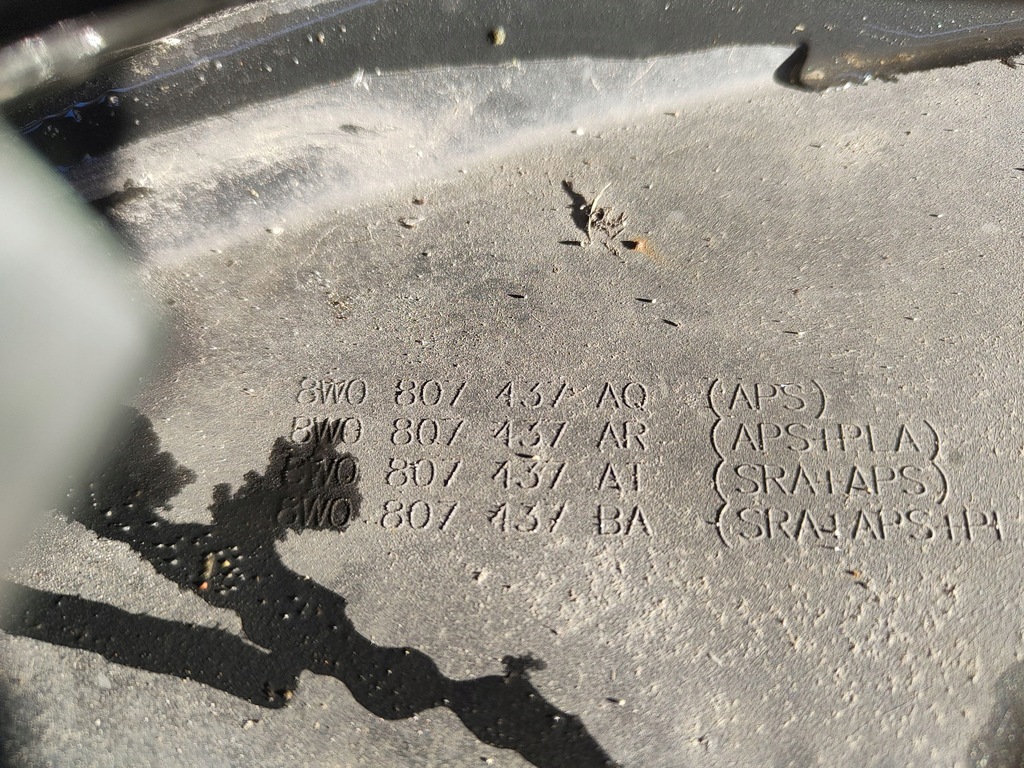 8W0 807 437 AQ (APS)
8W0 807 437 AR (APS+PLA)
8W0 807 437 AT (SRA+APS)
8W0 807 437 BA (SRA+APS+PL